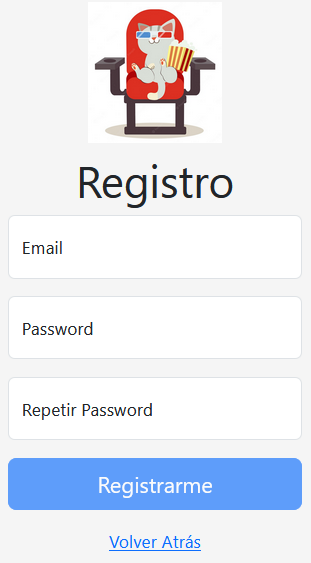 Registro
Email
Password
Repetir Password
Registrarme
Volver Atrás